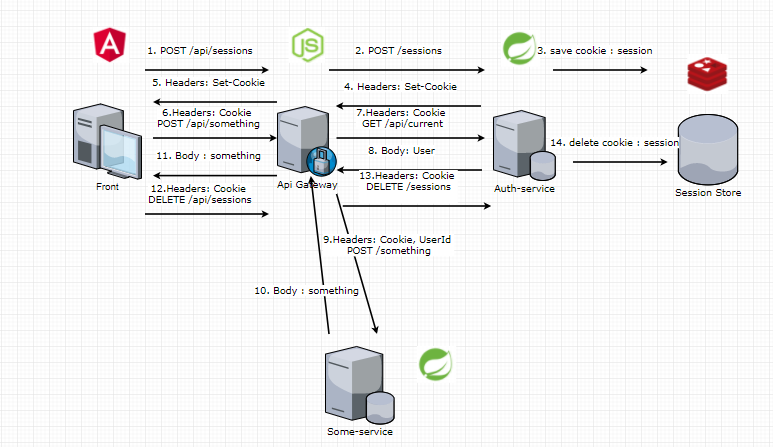 1. POST /api/sessions
2. POST /sessions
3. save cookie : session
5. Headers: Set-Cookie
4. Headers: Set-Cookie
6.Headers: Cookie
POST /api/something
7.Headers: Cookie
GET /api/current
14. delete cookie : session
11. Body : something
8. Body: User
Front
Api Gateway
13.Headers: Cookie
DELETE /sessions
Auth-service
Session Store
12.Headers: Cookie
DELETE /api/sessions
9.Headers: Cookie, UserId
POST /something
10. Body : something
Some-service
JS